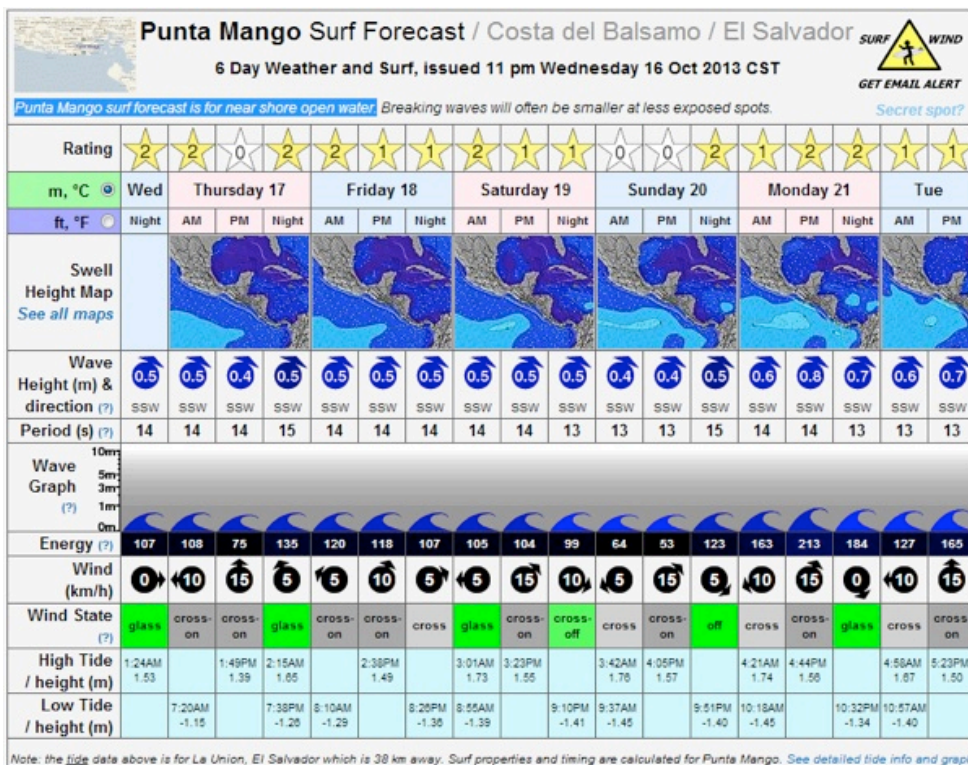 Punta Mango Surf Forecast / Costa del Balsamo / El Salvador
6 Day Weather and Surf, issued 11 pm Wednesday 16 Oct 2013 CST
SURF WIND
GET EMAIL ALERT
Punta Mango surf forecast is for near shore open water. Breaking waves will often be smaller at less exposed spots.
Secret spot?
Rating 2 2 0 2 2 1 1 2 1 1 0 0 2 1 2 2 1 1
m, °C Wed Thursday 17 Friday 18 Saturday 19 Sunday 20 Monday 21 Tue
ft, °F Night AM PM Night AM PM Night AM PM Night AM PM Night AM PM Night AM PM
Swell
Height Map
See all maps
Wave
Height (m) &
direction (?)
0.5 0.5 0.4 0.5 0.5 0.5 0.5 0.5 0.5 0.5 0.4 0.4 0.5 0.6 0.8 0.7 0.6 0.7
SSW SSW SSW SSW SSW SSW SSW SSW SSW SSW SSW SSW SSW SSW SSW SSW SSW SSW
Period (s) (?) 14 14 14 15 14 14 14 14 14 13 13 13 15 14 14 13 13 13
Wave
Graph
(?)
10m
5m
3m
1m
0m
Energy (?) 107 108 75 135 120 118 107 105 104 99 64 53 123 163 213 184 127 165
Wind
(km/h)
0 10 15 5 5 10 5 5 15 10 5 15 5 10 15 0 10 15
Wind State
(?)
glass cross-on cross-on glass cross-on cross-on cross glass cross-on cross-off cross cross-on off cross cross-on glass cross cross-on
High Tide
/ height (m)
1:24AM 1:49PM 2:15AM 2:38PM 3:01AM 3:23PM 3:42AM 4:05PM 4:21AM 4:44PM 4:58AM 5:23PM
1.53 1.39 1.65 1.49 1.73 1.55 1.76 1.57 1.74 1.56 1.67 1.50
Low Tide
/ height (m)
7:20AM 7:38PM 8:10AM 8:26PM 8:55AM 9:10PM 9:37AM 9:51PM 10:18AM 10:32PM 10:57AM
-1.15 -1.26 -1.29 -1.36 -1.39 -1.41 -1.45 -1.40 -1.45 -1.34 -1.40
Note: the tide data above is for La Union, El Salvador which is 38 km away. Surf properties and timing are calculated for Punta Mango. See detailed tide info and grap